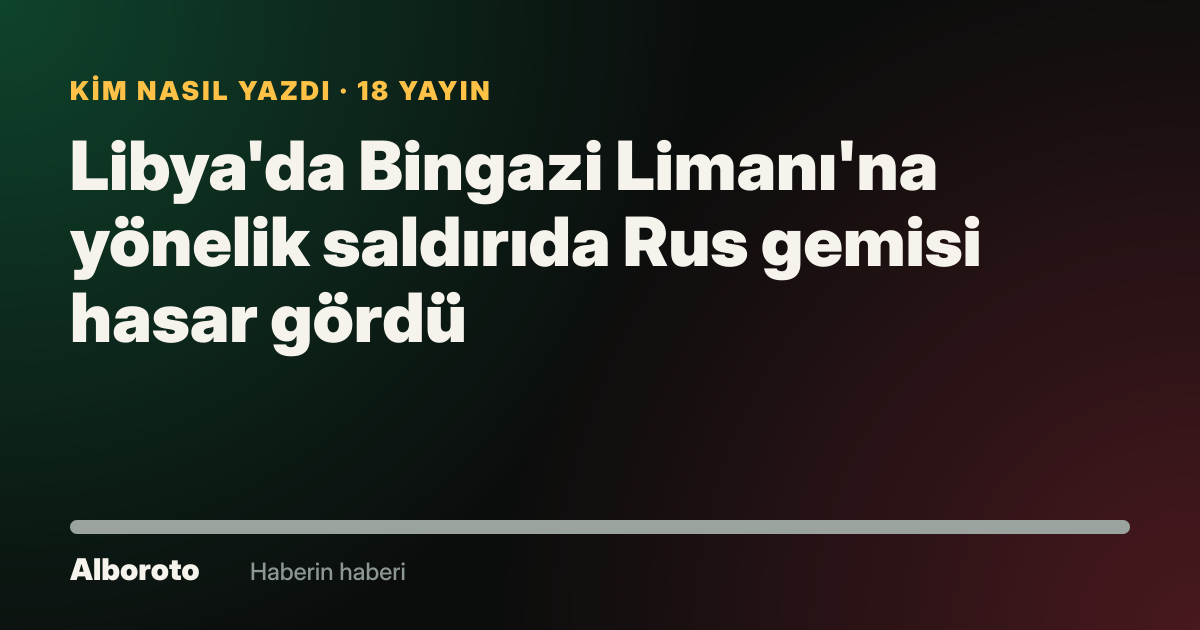 KİM NASIL YAZDI · 18 YAYIN
Libya'da Bingazi Limanı'na
yönelik saldırıda Rus gemisi
hasar gördü
Alboroto
Haberin haberi